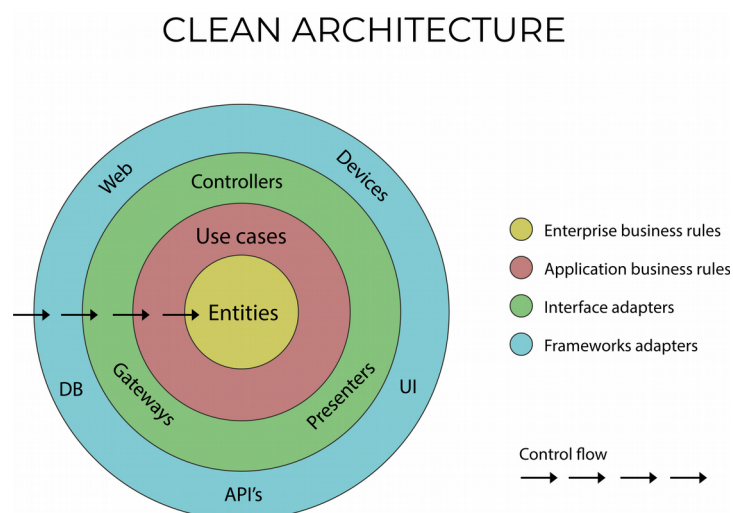 CLEAN ARCHITECTURE
Web
Devices
Controllers
Use cases
Entities
Gateways
Presenters
DB
UI
API's
Enterprise business rules
Application business rules
Interface adapters
Frameworks adapters
Control flow